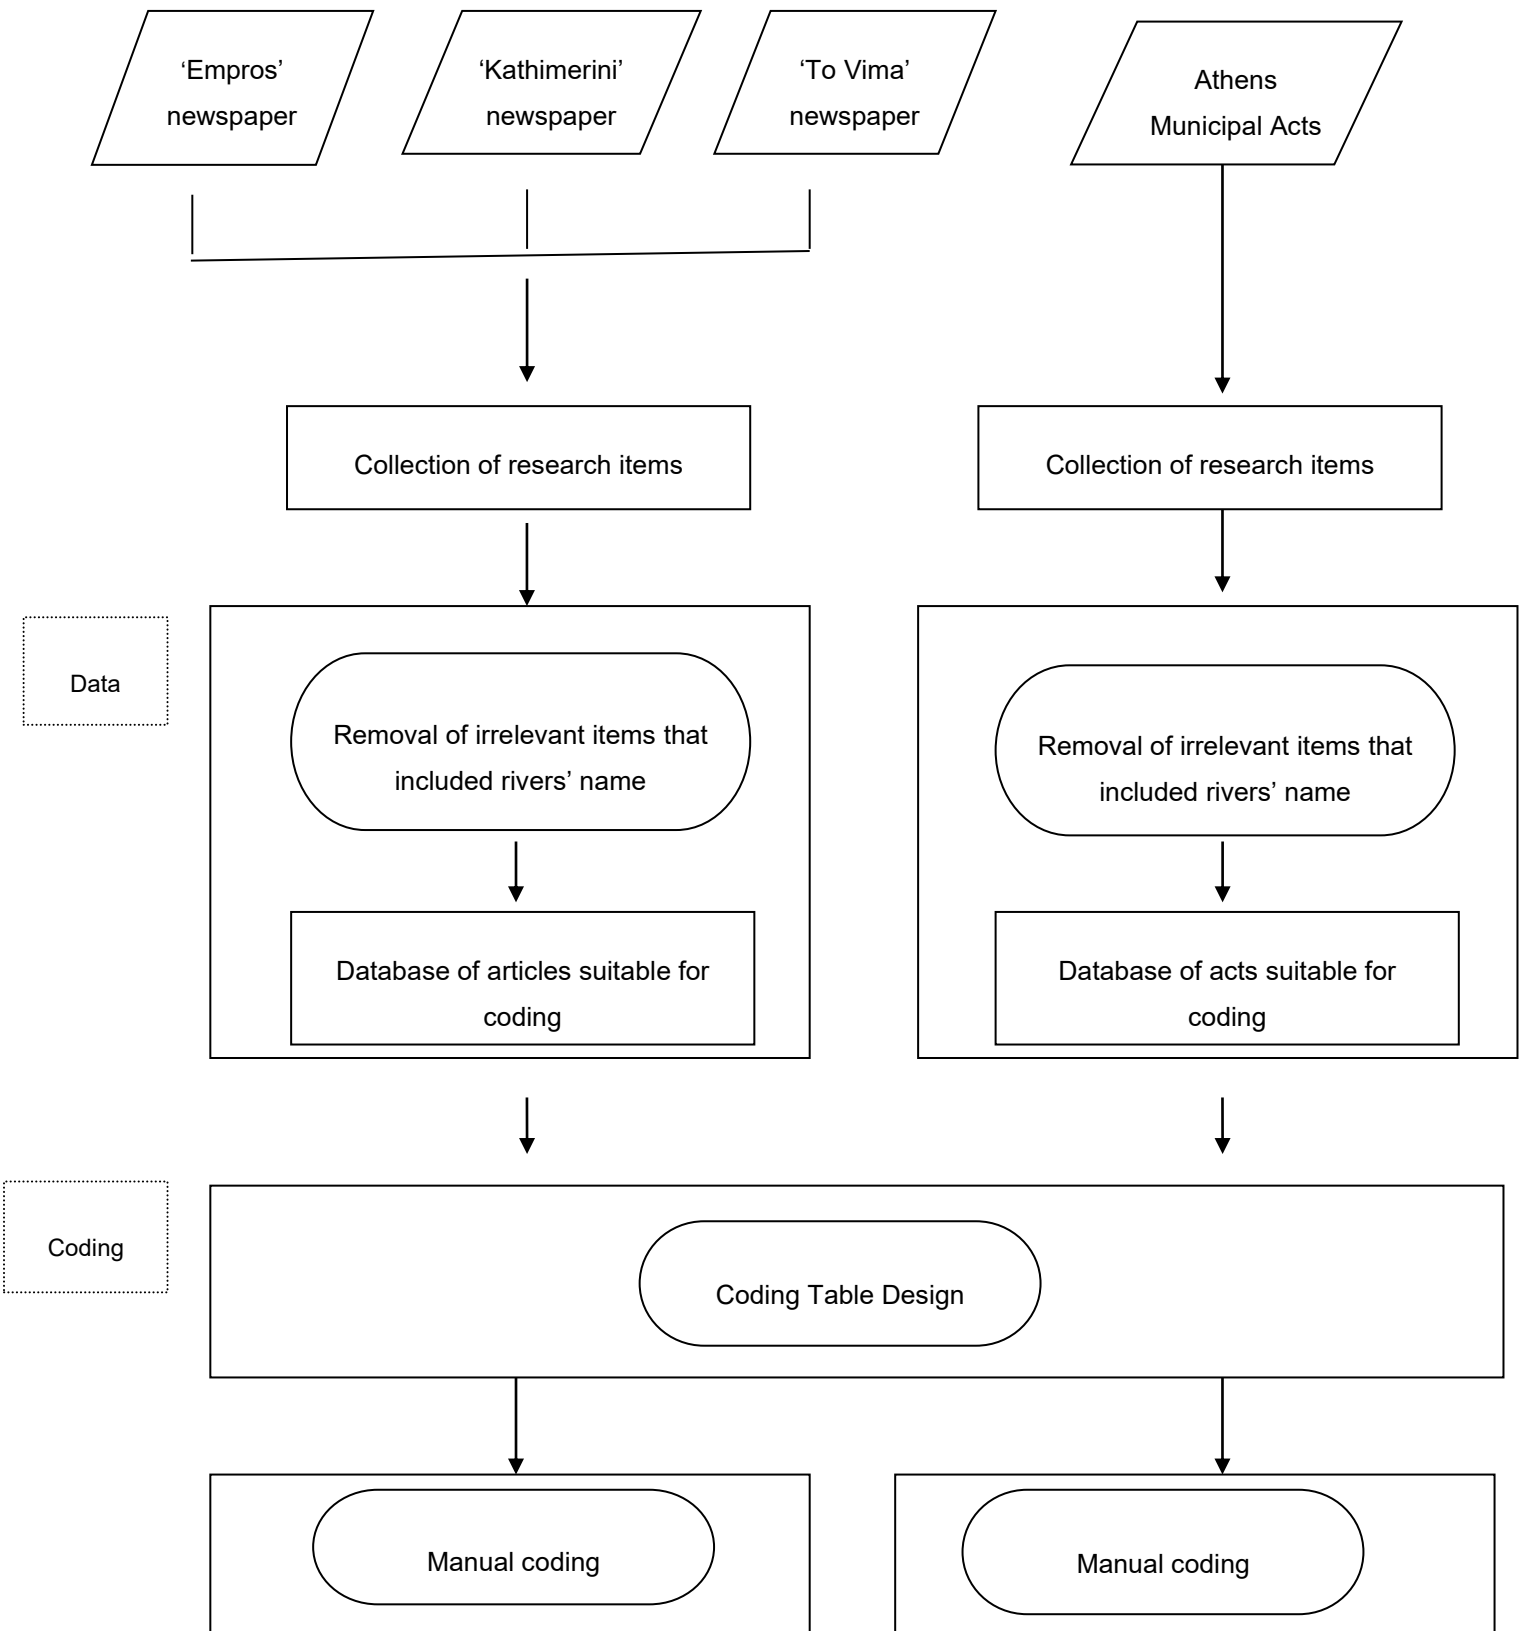 ‘Empros’
newspaper
‘Kathimerini’
newspaper
‘To Vima’
newspaper
Athens
Municipal Acts
Collection of research items
Collection of research items
Data
Removal of irrelevant items that
included rivers’ name
Removal of irrelevant items that
included rivers’ name
Database of articles suitable for
coding
Database of acts suitable for
coding
Coding
Coding Table Design
Manual coding
Manual coding